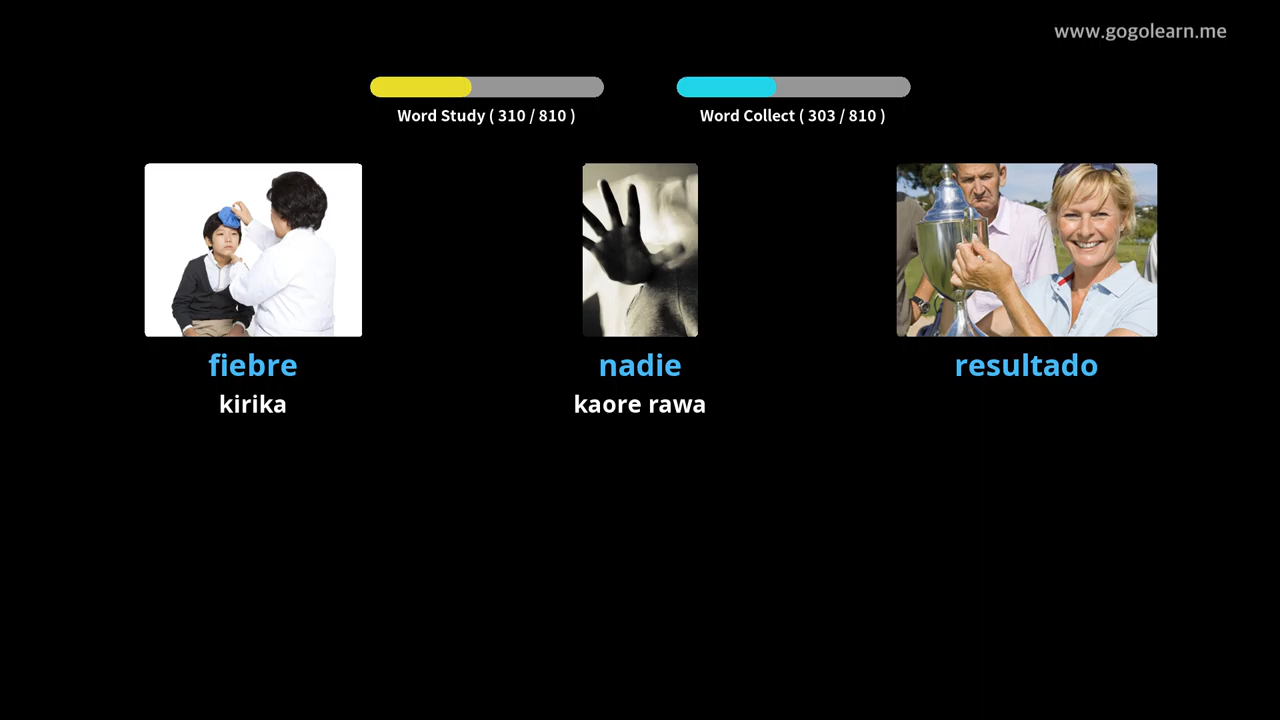 www.gogolearn.me
Word Study ( 310 / 810 )
Word Collect ( 303 / 810 )
fiebre
nadie
resultado
kirika
kaore rawa